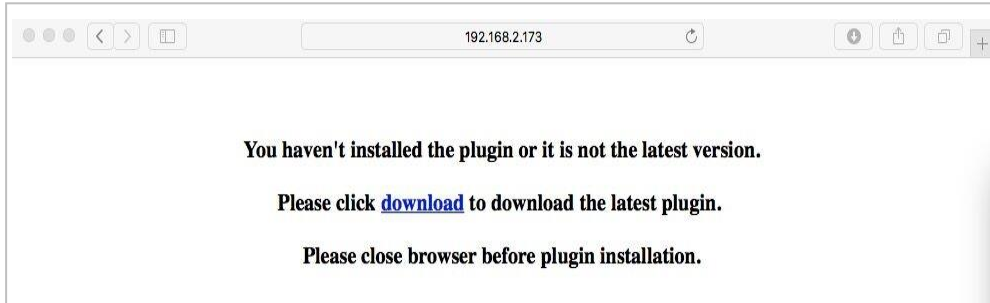 192.168.2.173
You haven't installed the plugin or it is not the latest version.
Please click download to download the latest plugin.
Please close browser before plugin installation.